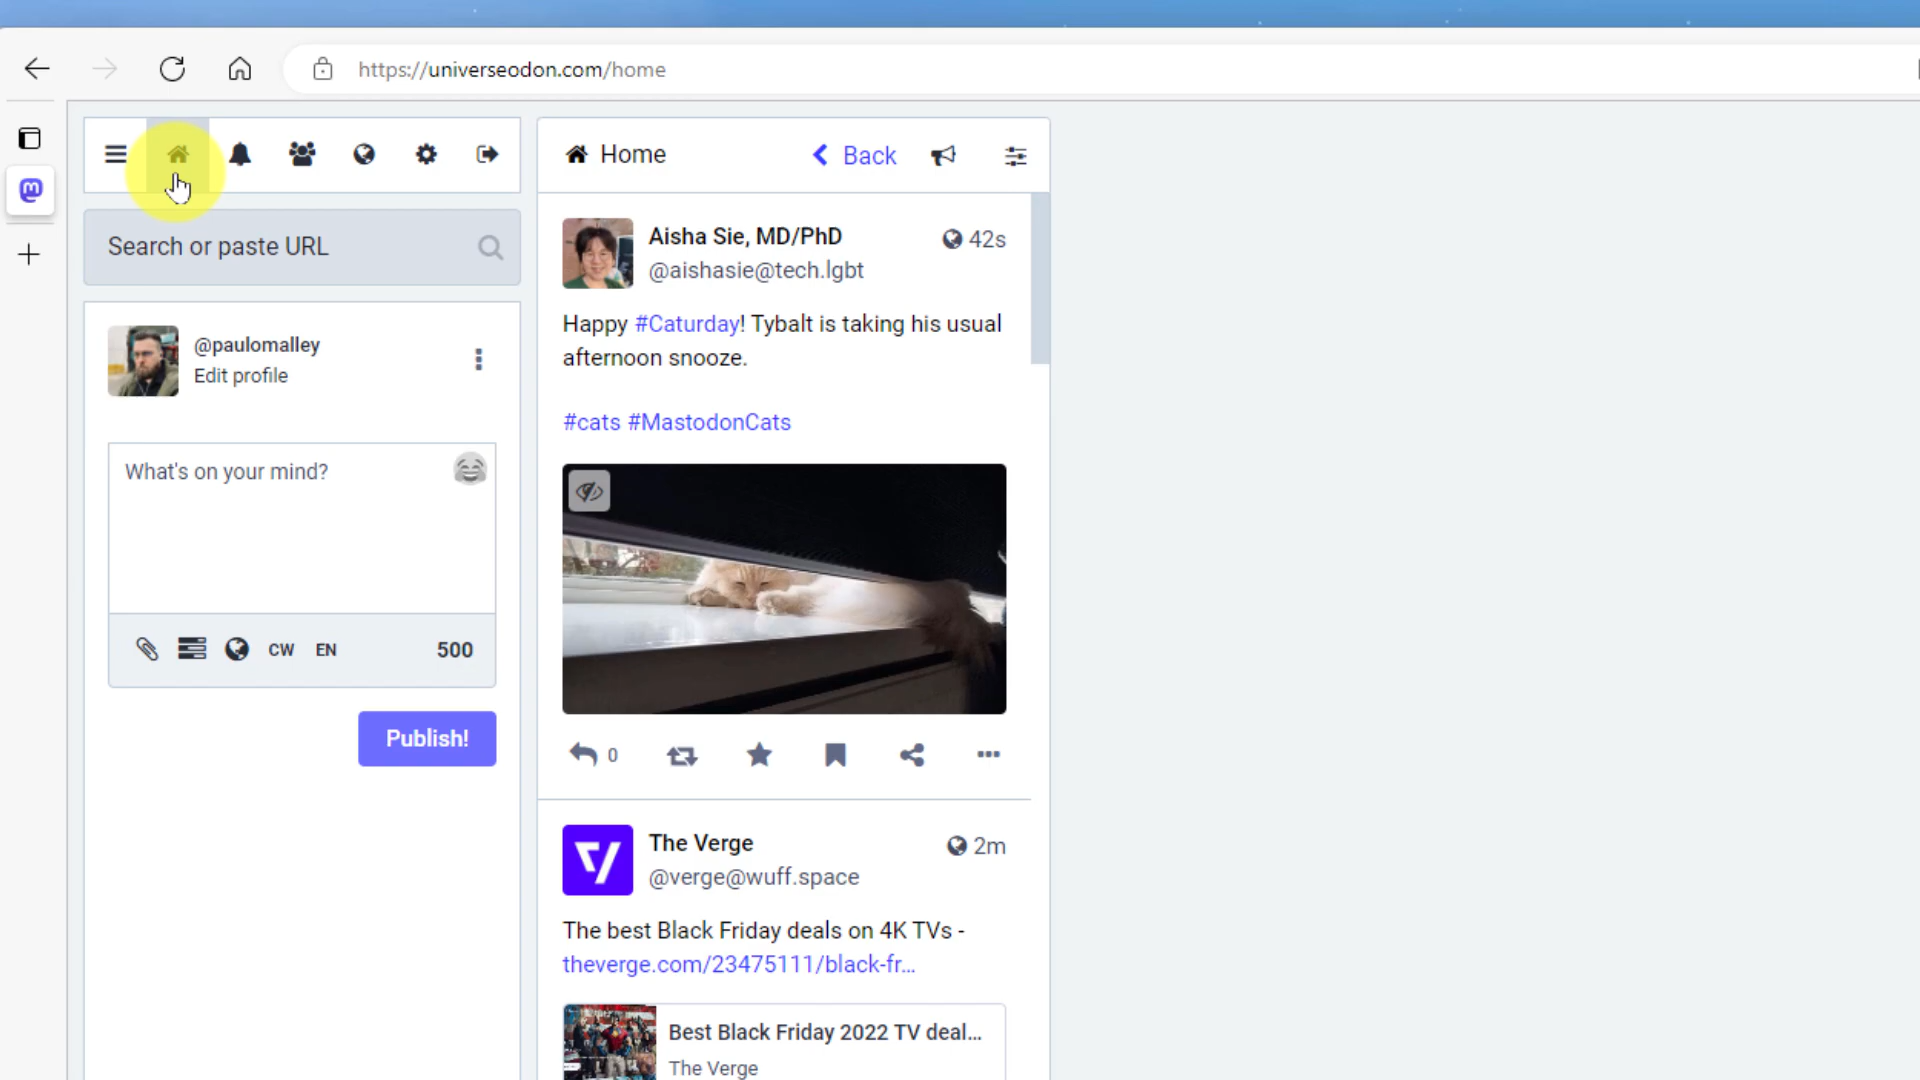 https://universeodon.com/home
Home
Back
Search or paste URL
@paulomalley
Edit profile
What's on your mind?
CW EN 500
Publish!
Aisha Sie, MD/PhD
42s
@aishasie@tech.lgbt
Happy #Caturday! Tybalt is taking his usual
afternoon snooze.
#cats #MastodonCats
0
The Verge
2m
@verge@wuff.space
The best Black Friday deals on 4K TVs -
theverge.com/23475111/black-fr...
Best Black Friday 2022 TV deal...
The Verge